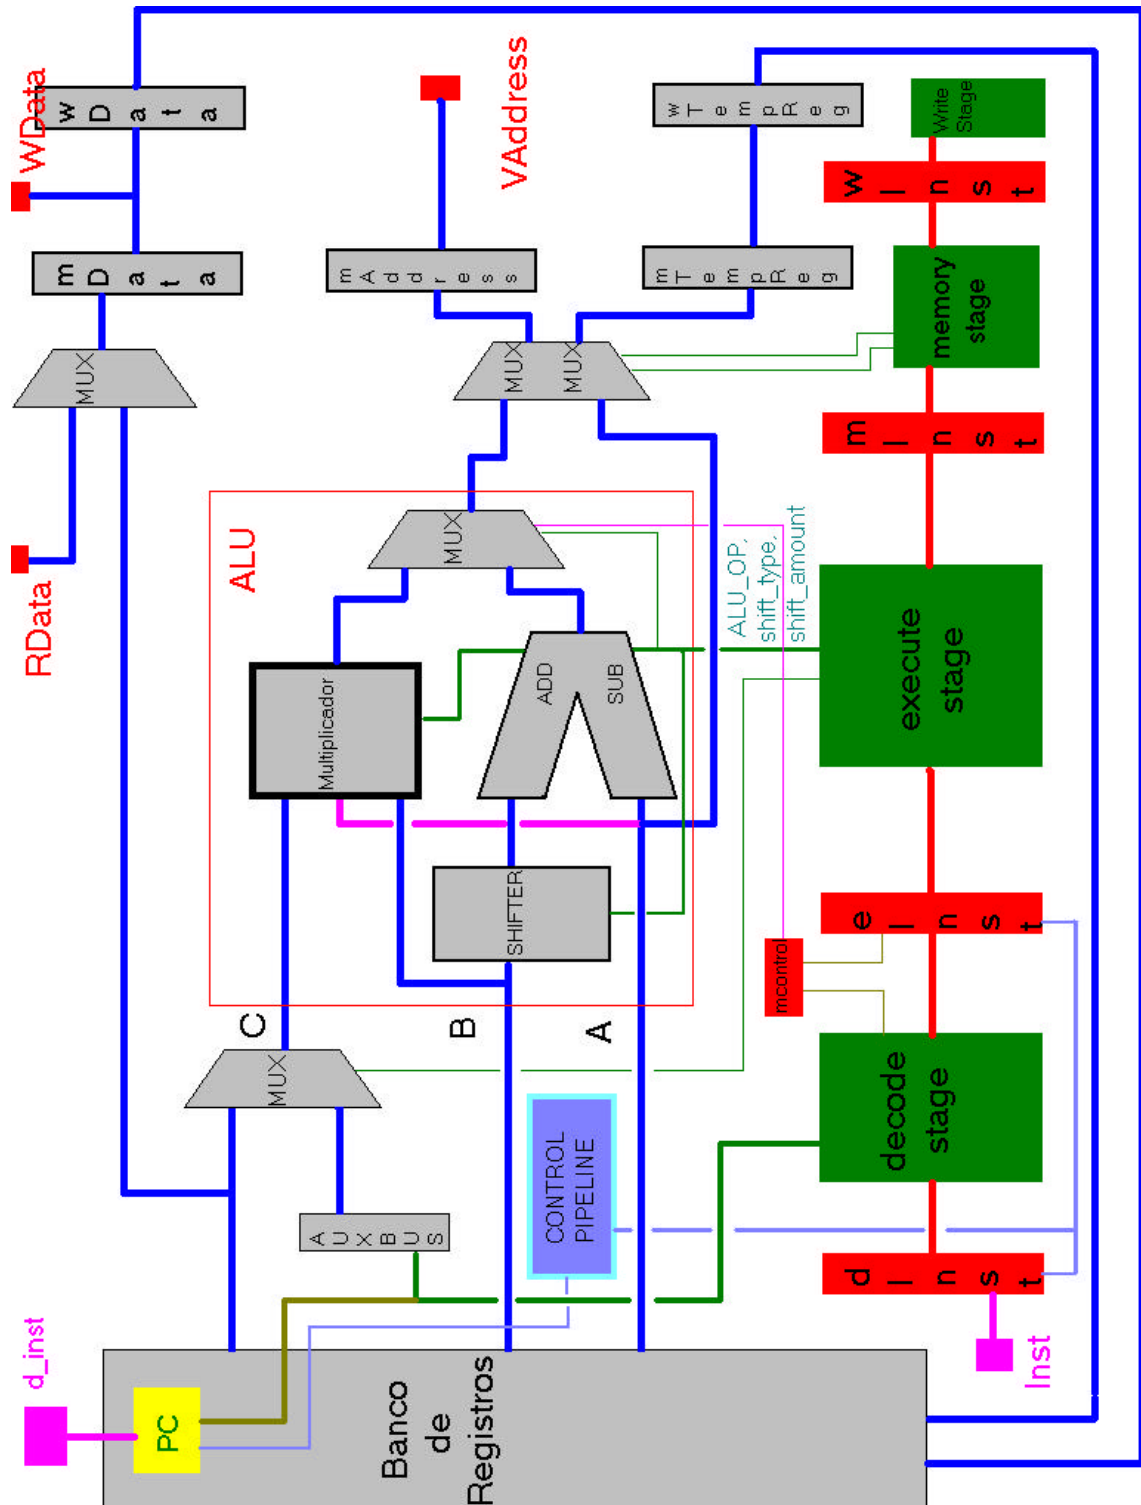 d_inst
PC
Banco
de
Registros
AUXBUS
MUX
C
B
A
CONTROL
PIPELINE
RData
ALU
Multiplicador
SHIFTER
ADD
SUB
MUX
ALU_OP,
shift_type,
shift_amount
MUX
mData
WData
wData
MUX
MUX
mAddress
VAddress
mTempReg
wTempReg
Inst
dInst
decode
stage
mcontrol
eInst
execute
stage
mInst
memory
stage
wInst
Write
Stage